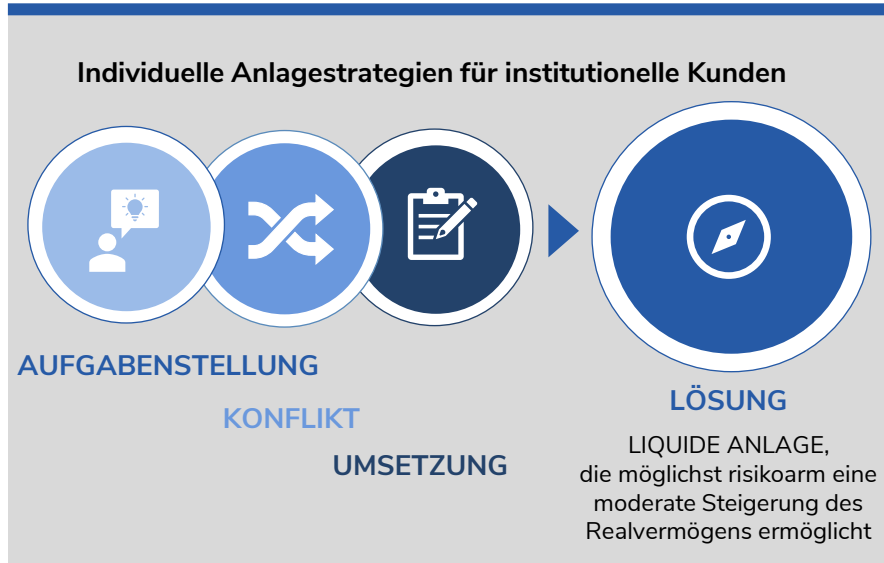 Individuelle Anlagestrategien für institutionelle Kunden
AUFGABENSTELLUNG
KONFLIKT
UMSETZUNG
LÖSUNG
LIQUIDE ANLAGE,
die möglichst risikoarm eine
moderate Steigerung des
Realvermögens ermöglicht